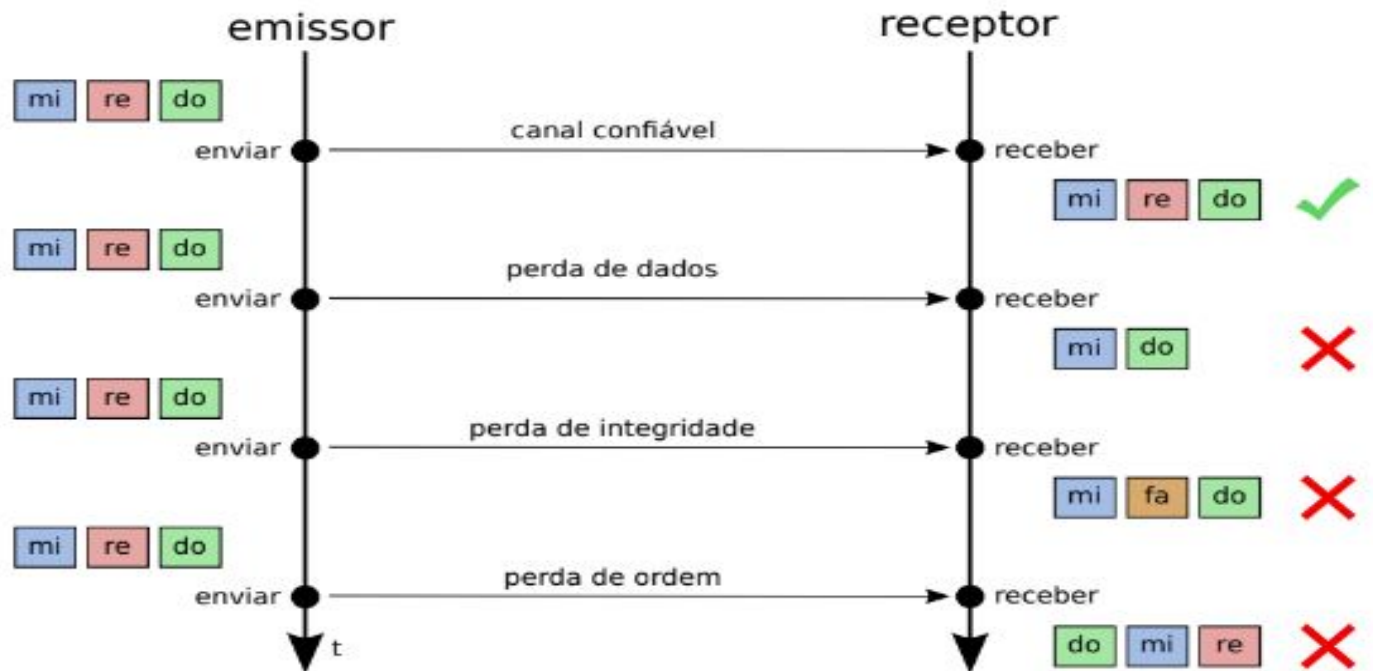 emissor receptor
mi re do
canal confiável
enviar receber
mi re do
mi re do
perda de dados
enviar receber
mi do
mi re do
perda de integridade
enviar receber
mi fa do
mi re do
perda de ordem
enviar receber
t
do mi re